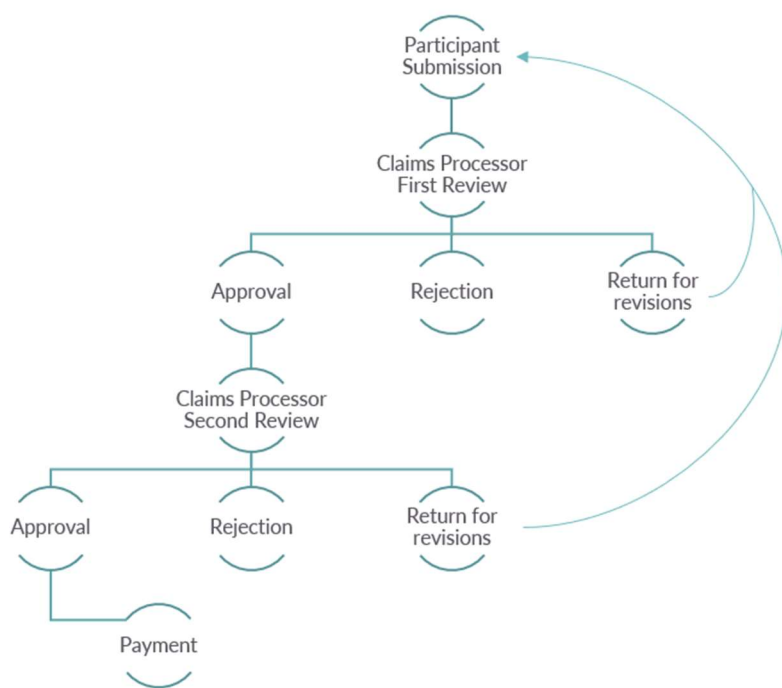 Participant
Submission
Claims Processor
First Review
Approval
Rejection
Return for
revisions
Claims Processor
Second Review
Approval
Rejection
Return for
revisions
Payment